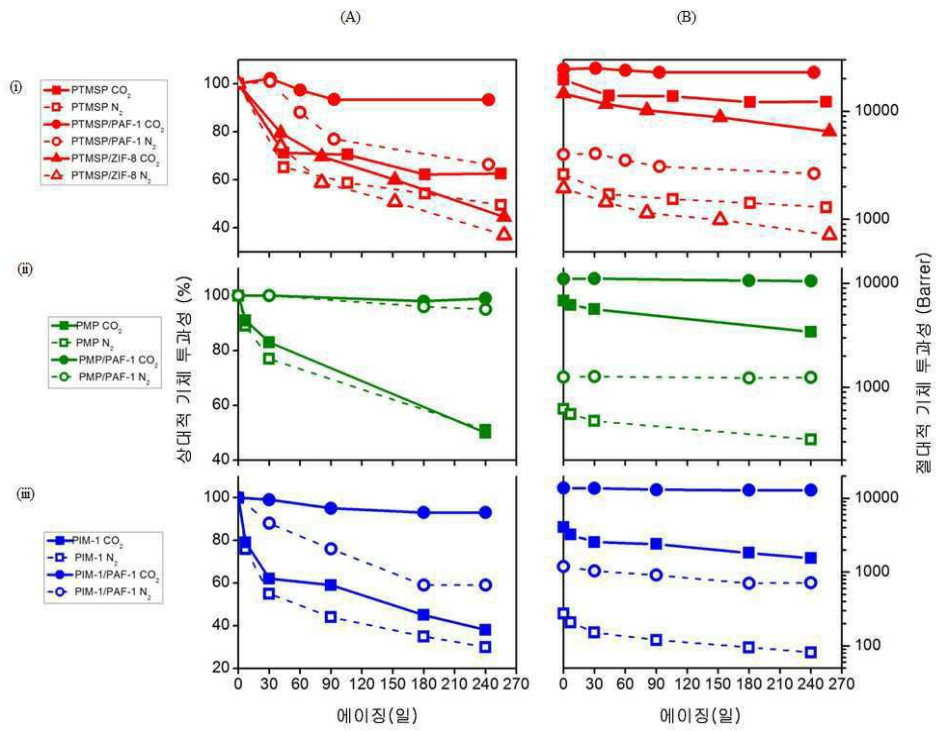 (A)
(B)
(i)
PTMSP CO₂
PTMSP N₂
PTMSP/PAF-1 CO₂
PTMSP/PAF-1 N₂
PTMSP/ZIF-8 CO₂
PTMSP/ZIF-8 N₂
100
80
60
40
10000
1000
(ii)
PMP CO₂
PMP N₂
PMP/PAF-1 CO₂
PMP/PAF-1 N₂
상대적 기체 투과성 (%)
100
80
60
40
10000
1000
절대적 기체 투과성 (Barrer)
(iii)
PIM-1 CO₂
PIM-1 N₂
PIM-1/PAF-1 CO₂
PIM-1/PAF-1 N₂
100
80
60
40
20
10000
1000
100
0 30 60 90 120 150 180 210 240 270
0 30 60 90 120 150 180 210 240 270
에이징(일)
에이징(일)